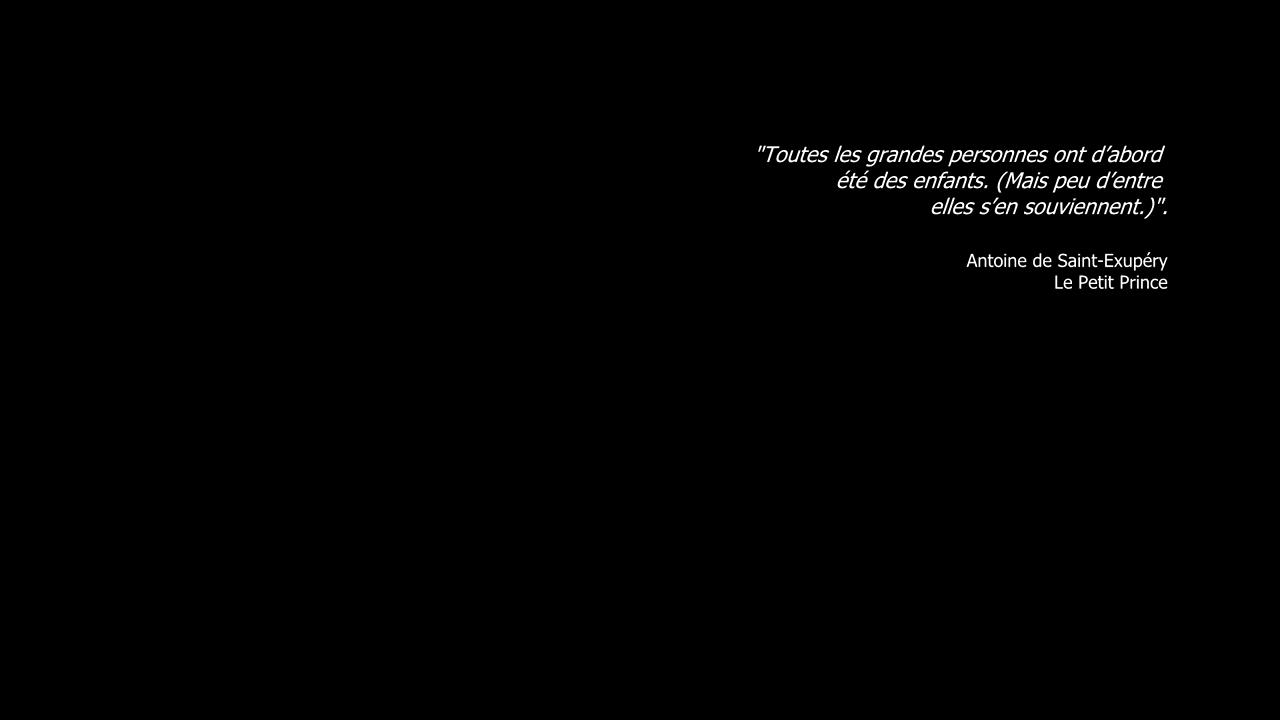 "Toutes les grandes personnes ont d’abord
été des enfants. (Mais peu d’entre
elles s’en souviennent.)".
Antoine de Saint-Exupéry
Le Petit Prince